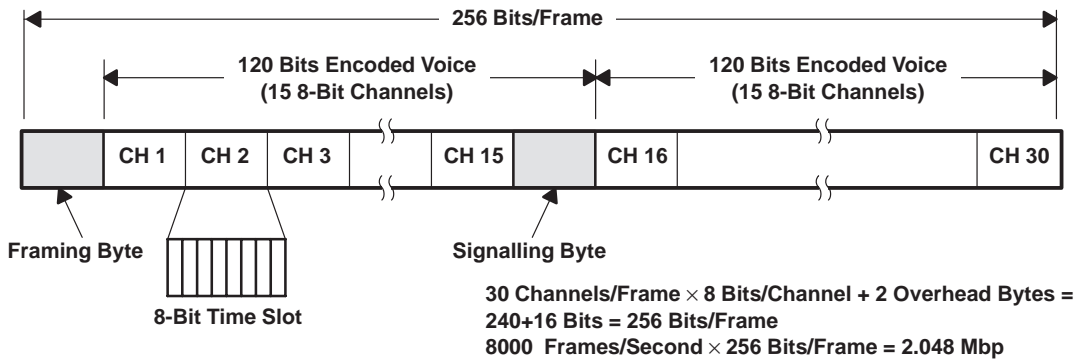 256 Bits/Frame
120 Bits Encoded Voice
(15 8-Bit Channels)
120 Bits Encoded Voice
(15 8-Bit Channels)
CH 1 CH 2 CH 3 CH 15 CH 16 CH 30
Framing Byte
Signalling Byte
8-Bit Time Slot
30 Channels/Frame × 8 Bits/Channel + 2 Overhead Bytes =
240+16 Bits = 256 Bits/Frame
8000 Frames/Second × 256 Bits/Frame = 2.048 Mbp